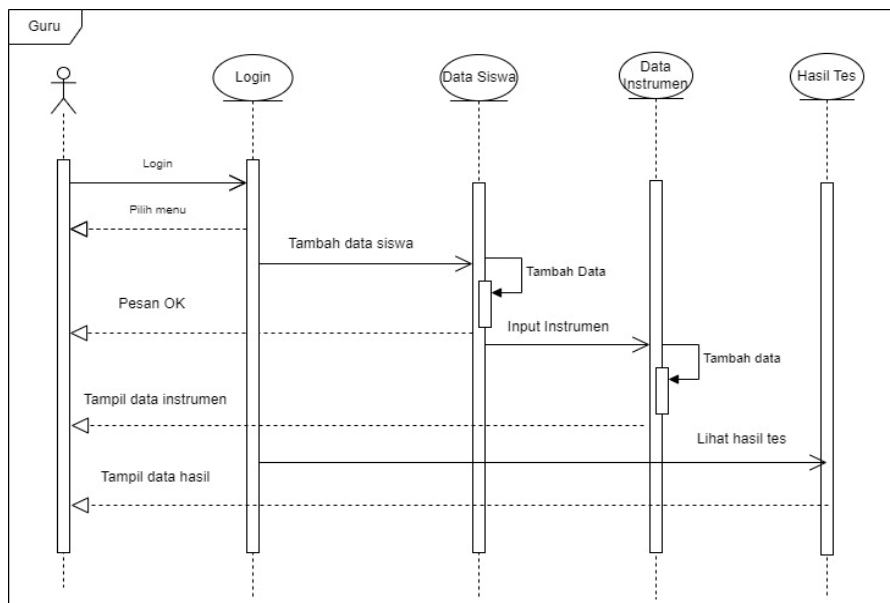 Guru
Login
Data Siswa
Data
Instrumen
Hasil Tes
Login
Pilih menu
Tambah data siswa
Tambah Data
Pesan OK
Input Instrumen
Tambah data
Tampil data instrumen
Lihat hasil tes
Tampil data hasil